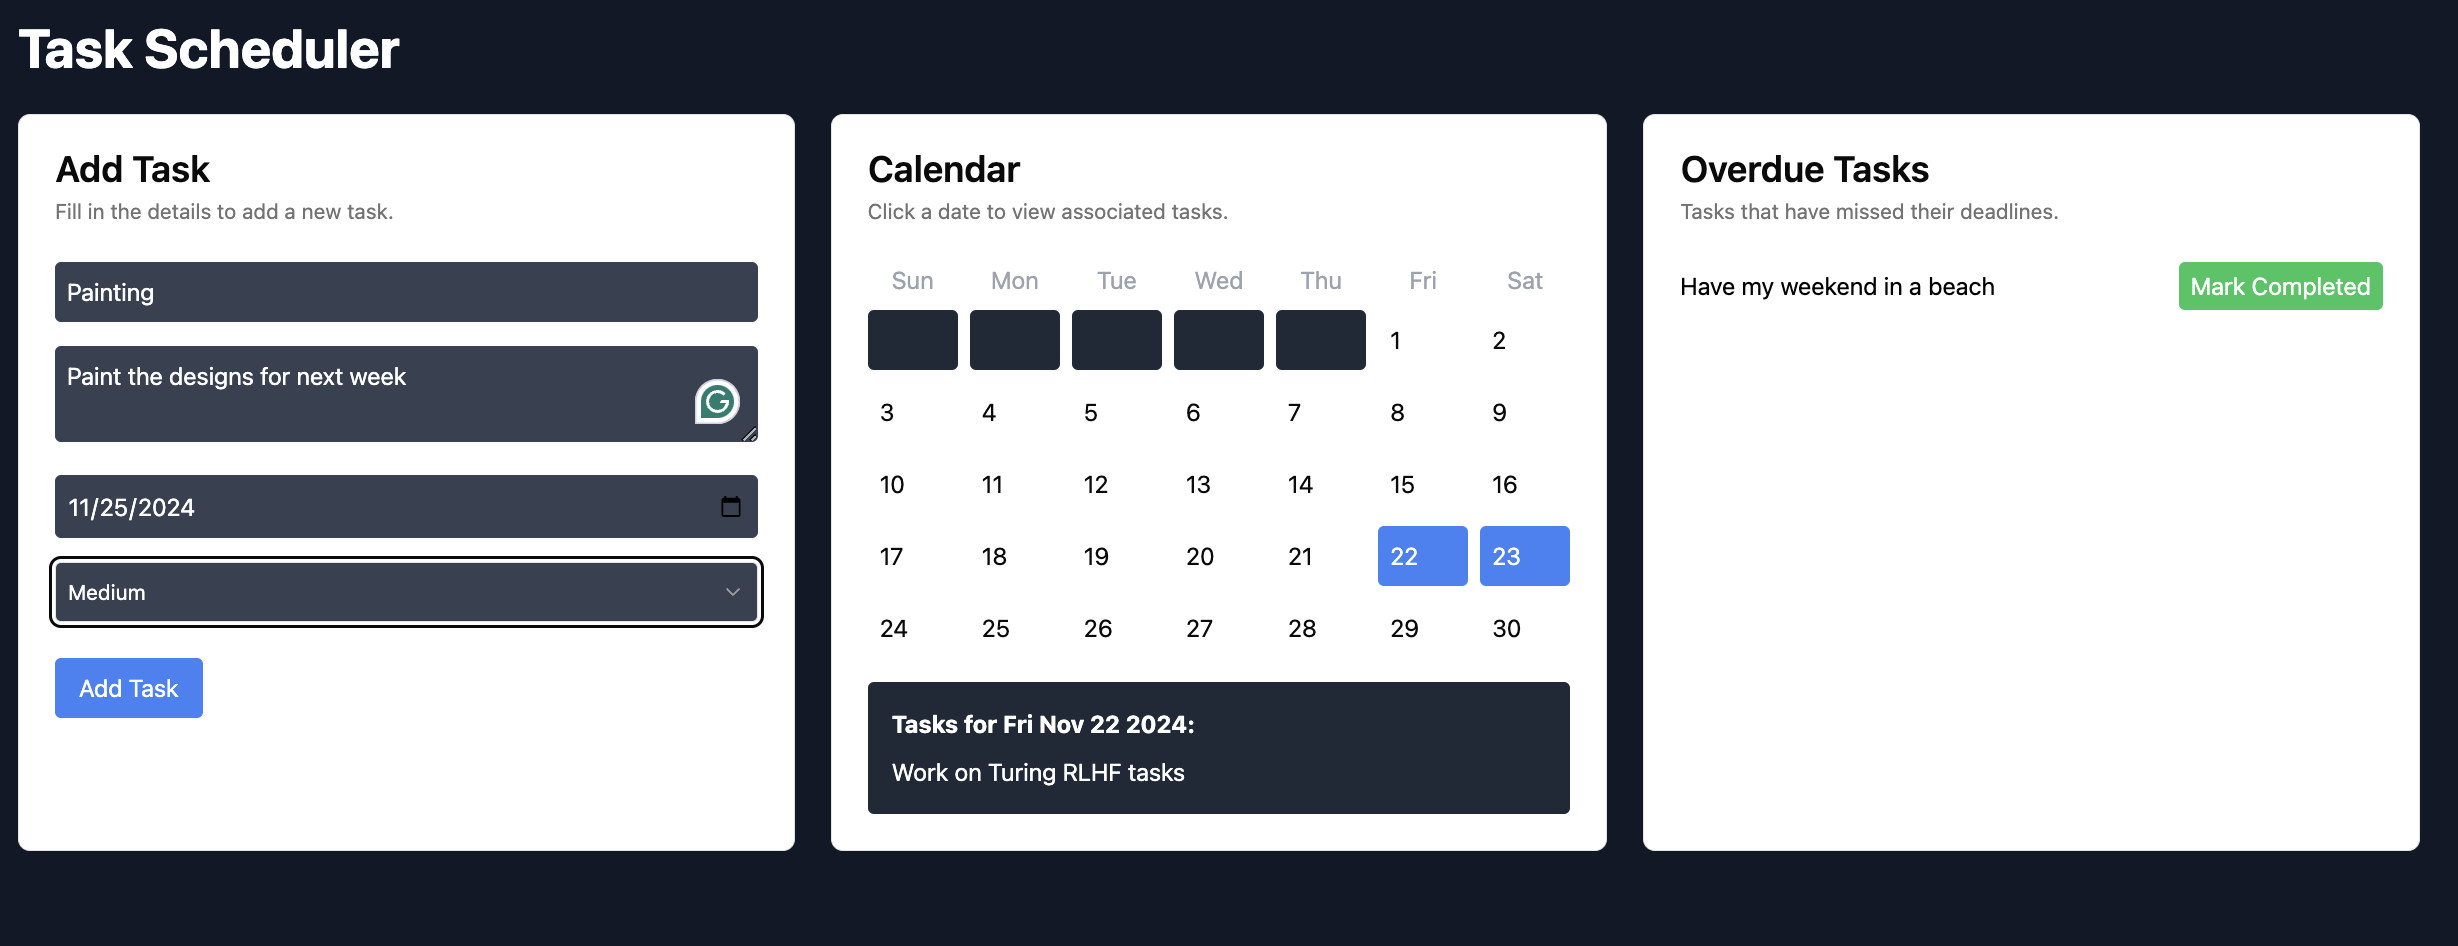 Task Scheduler
Add Task
Fill in the details to add a new task.
Painting
Paint the designs for next week
11/25/2024
Medium
Add Task
Calendar
Click a date to view associated tasks.
Sun Mon Tue Wed Thu Fri Sat
1 2
3 4 5 6 7 8 9
10 11 12 13 14 15 16
17 18 19 20 21 22 23
24 25 26 27 28 29 30
Tasks for Fri Nov 22 2024:
Work on Turing RLHF tasks
Overdue Tasks
Tasks that have missed their deadlines.
Have my weekend in a beach Mark Completed